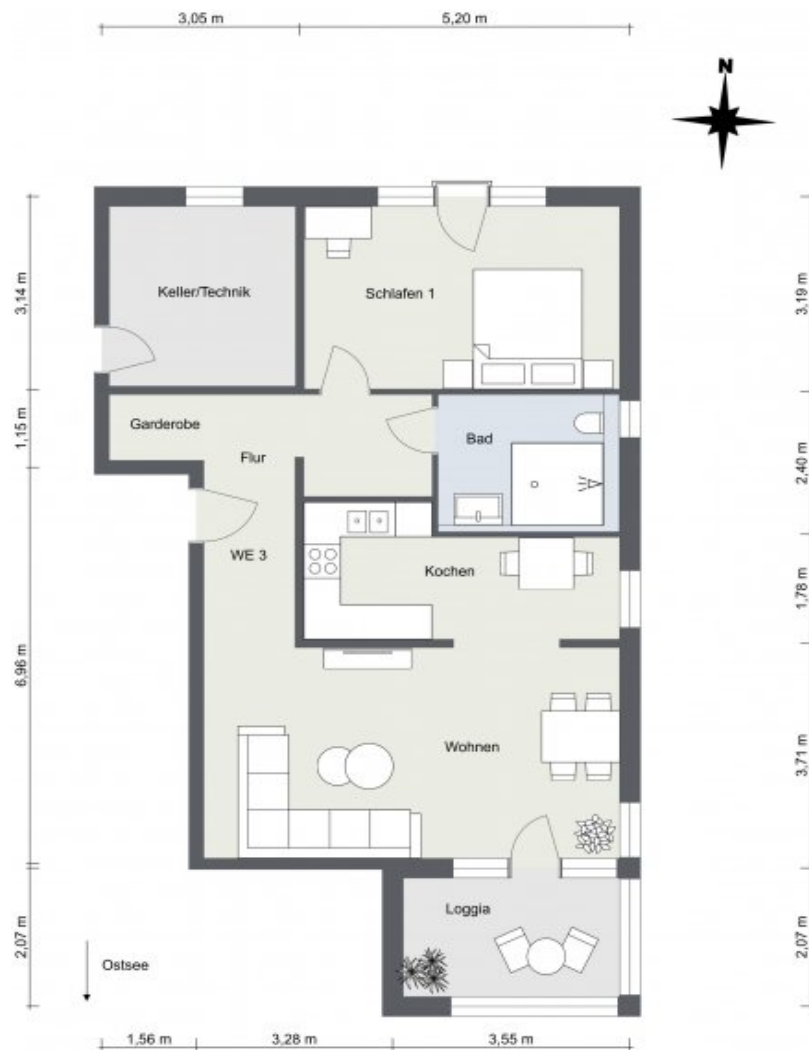 3,05 m
5,20 m
N
3,14 m
Keller/Technik
Schlafen 1
3,19 m
1,15 m
Garderobe
Flur
Bad
2,40 m
WE 3
Kochen
1,78 m
6,96 m
Wohnen
3,71 m
2,07 m
Loggia
2,07 m
Ostsee
1,56 m
3,28 m
3,55 m